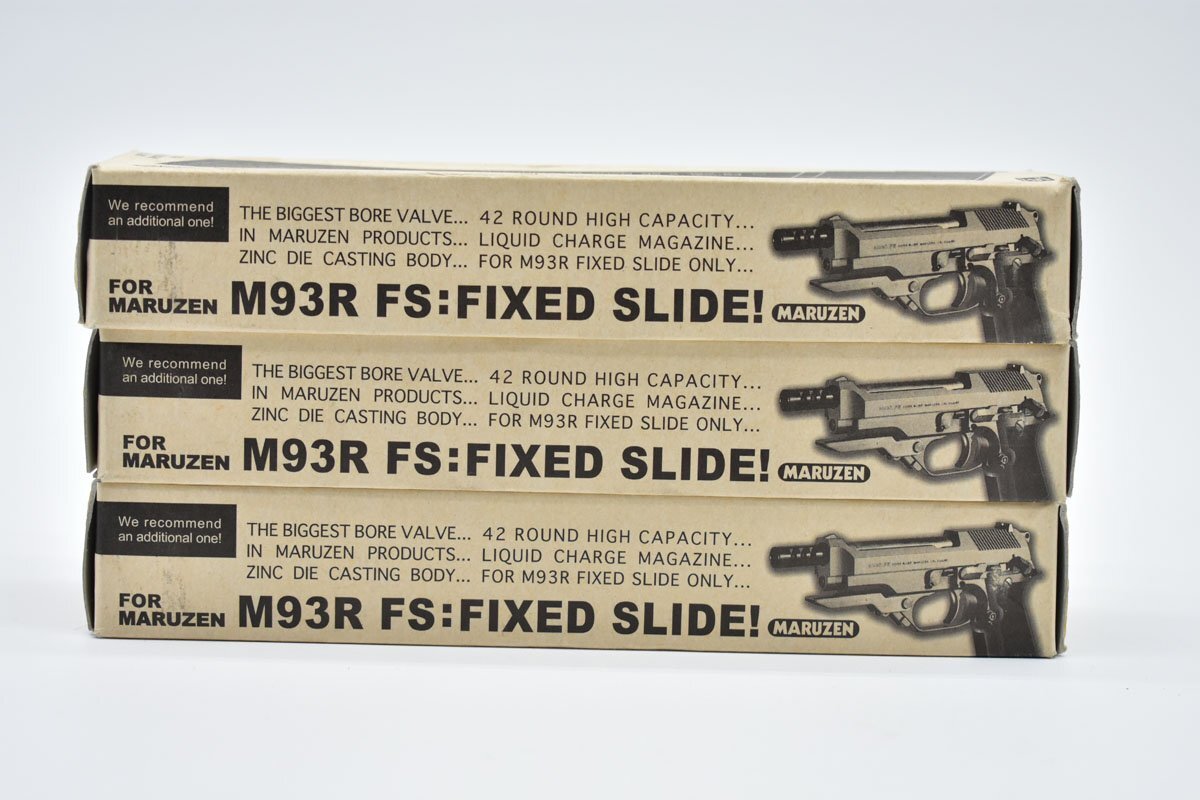 We recommend
an additional one!
THE BIGGEST BORE VALVE... 42 ROUND HIGH CAPACITY...
IN MARUZEN PRODUCTS... LIQUID CHARGE MAGAZINE...
ZINC DIE CASTING BODY... FOR M93R FIXED SLIDE ONLY...
FOR
MARUZEN M93R FS:FIXED SLIDE! MARUZEN
We recommend
an additional one!
THE BIGGEST BORE VALVE... 42 ROUND HIGH CAPACITY...
IN MARUZEN PRODUCTS... LIQUID CHARGE MAGAZINE...
ZINC DIE CASTING BODY... FOR M93R FIXED SLIDE ONLY...
FOR
MARUZEN M93R FS:FIXED SLIDE! MARUZEN
We recommend
an additional one!
THE BIGGEST BORE VALVE... 42 ROUND HIGH CAPACITY...
IN MARUZEN PRODUCTS... LIQUID CHARGE MAGAZINE...
ZINC DIE CASTING BODY... FOR M93R FIXED SLIDE ONLY...
FOR
MARUZEN M93R FS:FIXED SLIDE! MARUZEN